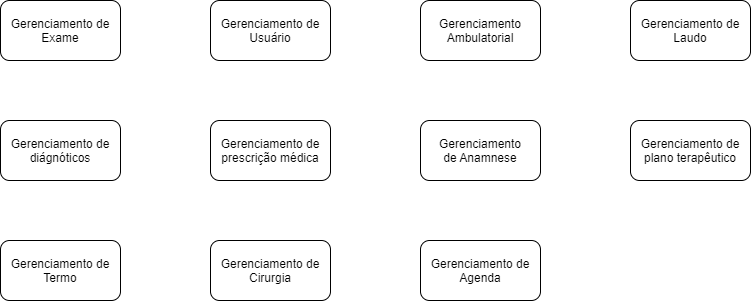 Gerenciamento de
Exame
Gerenciamento de
Usuário
Gerenciamento
Ambulatorial
Gerenciamento de
Laudo
Gerenciamento de
diágnóticos
Gerenciamento de
prescrição médica
Gerenciamento
de Anamnese
Gerenciamento de
plano terapêutico
Gerenciamento de
Termo
Gerenciamento de
Cirurgia
Gerenciamento de
Agenda